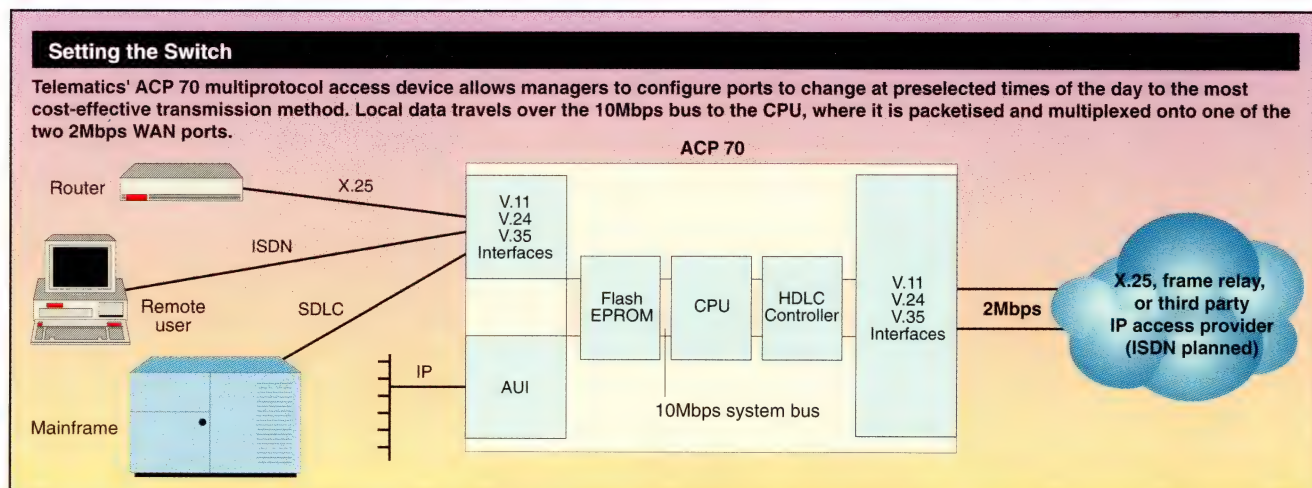 Setting the Switch
Telematics' ACP 70 multiprotocol access device allows managers to configure ports to change at preselected times of the day to the most
cost-effective transmission method. Local data travels over the 10Mbps bus to the CPU, where it is packetised and multiplexed onto one of the
two 2Mbps WAN ports.
ACP 70
Router
X.25
ISDN
Remote
user
SDLC
Mainframe
IP
V.11
V.24
V.35
Interfaces
AUI
Flash
EPROM
CPU
HDLC
Controller
10Mbps system bus
V.11
V.24
V.35
Interfaces
2Mbps
X.25, frame relay,
or third party
IP access provider
(ISDN planned)